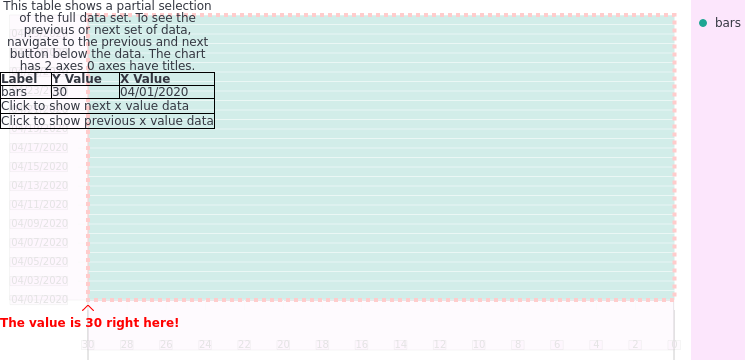 This table shows a partial selection
of the full data set. To see the
previous or next set of data,
navigate to the previous and next
button below the data. The chart
has 2 axes 0 axes have titles.
Label Y Value X Value
bars 30 04/01/2020
Click to show next x value data
Click to show previous x value data
bars
04/17/2020
04/15/2020
04/13/2020
04/11/2020
04/09/2020
04/07/2020
04/05/2020
04/03/2020
04/01/2020
The value is 30 right here!
30 28 26 24 22 20 18 16 14 12 10 8 6 4 2 0